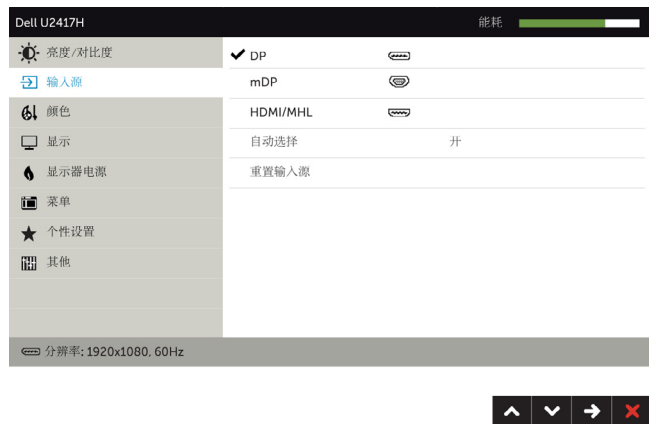 Dell U2417H 能耗
亮度/对比度
输入源
颜色
显示
显示器电源
菜单
个性设置
其他
DP
mDP
HDMI/MHL
自动选择 开
重置输入源
分辨率: 1920x1080, 60Hz